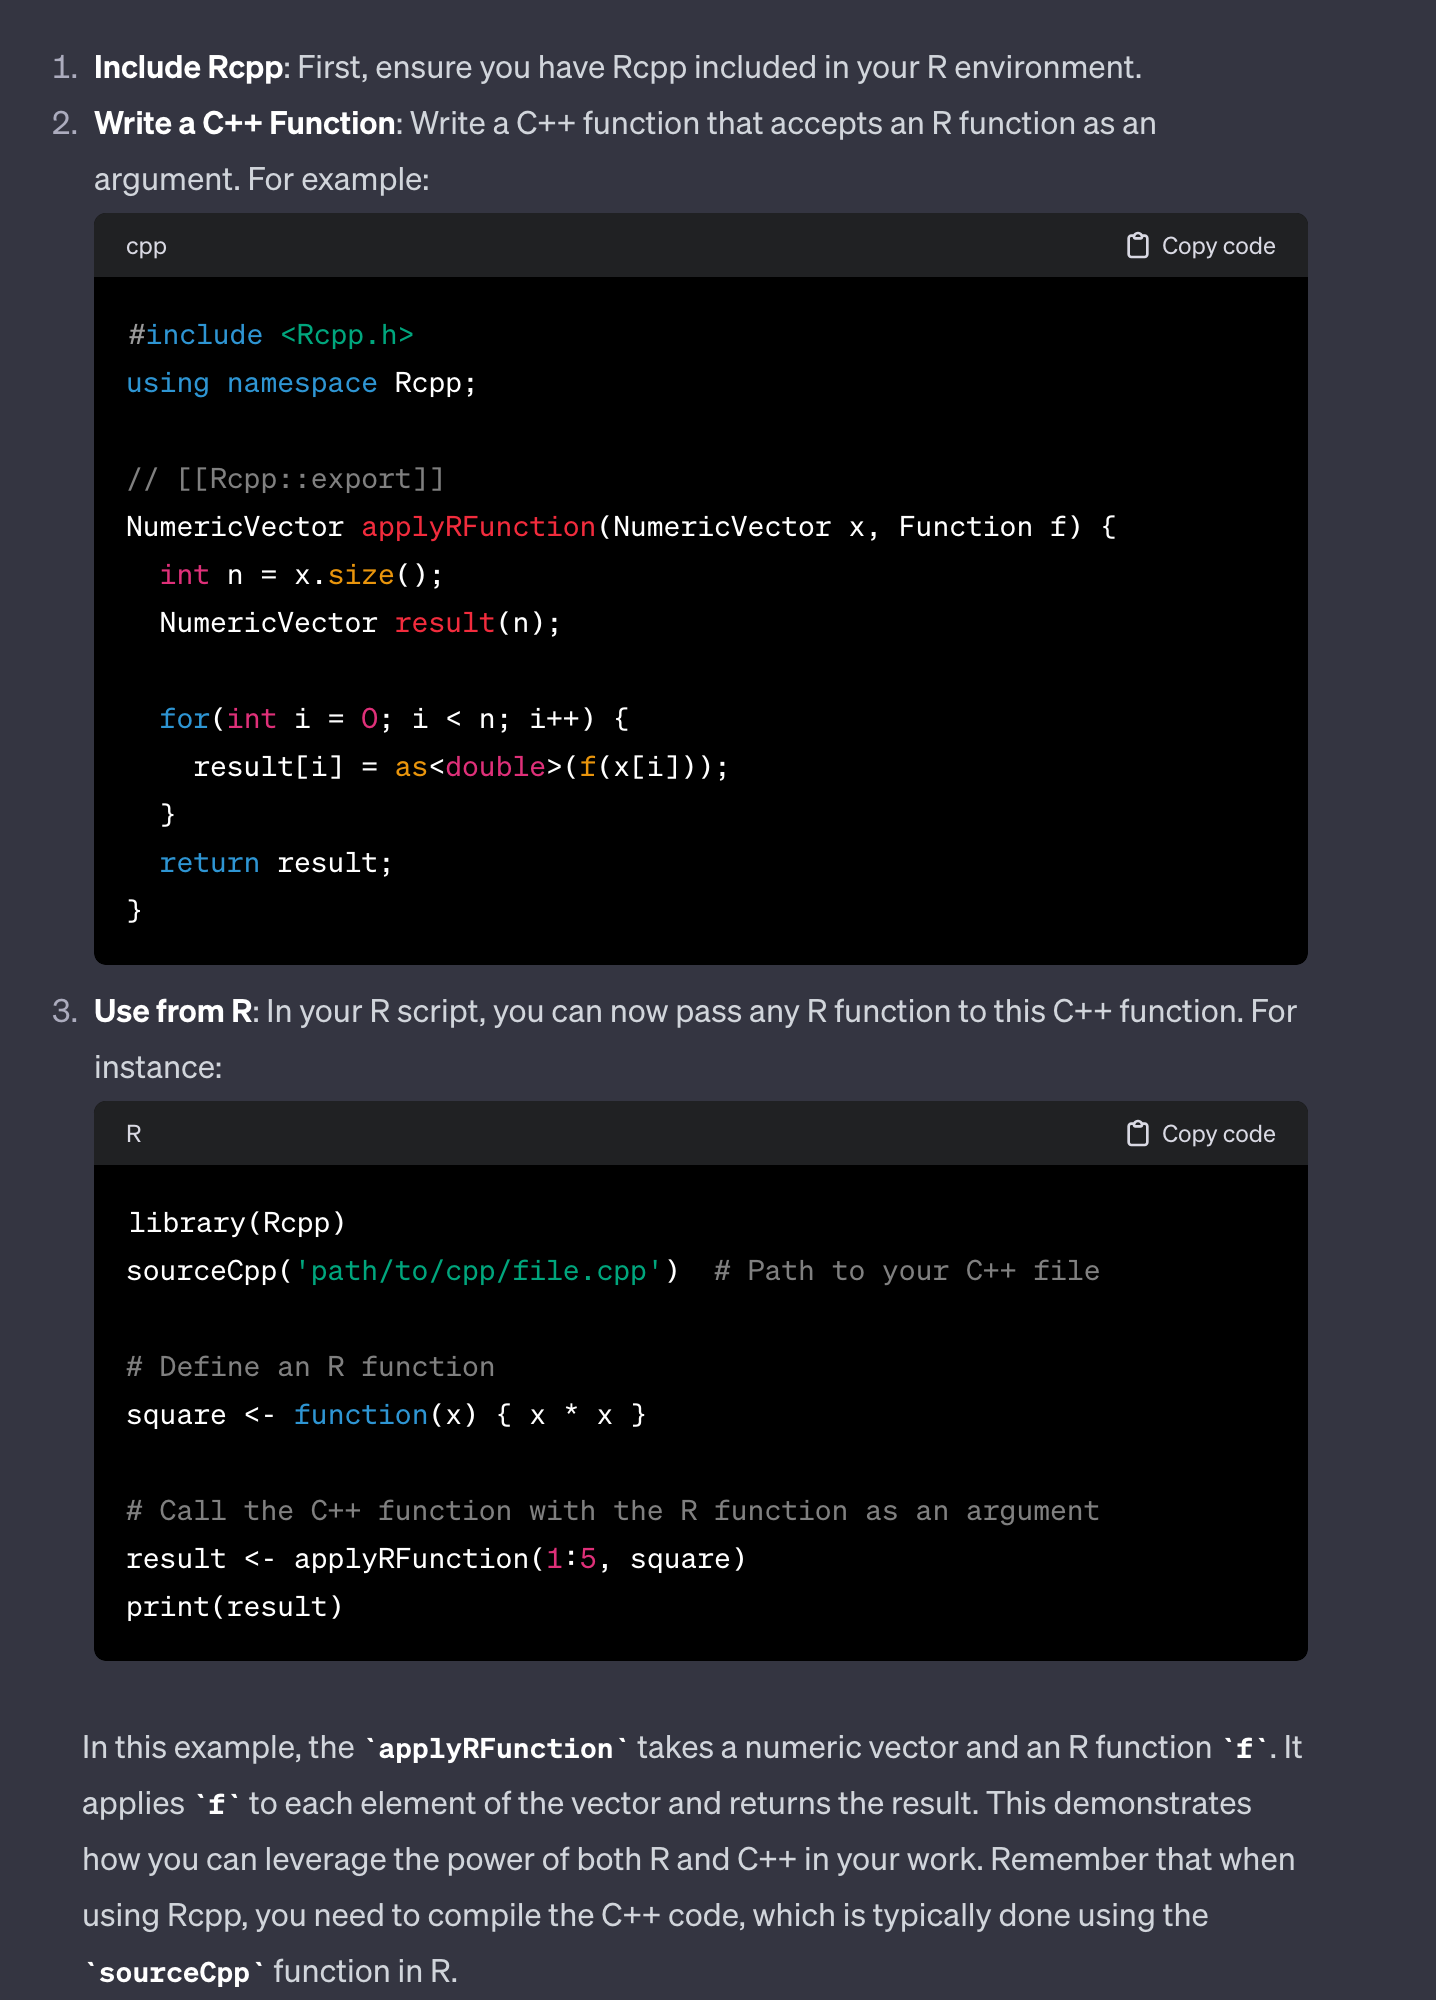 1. Include Rcpp: First, ensure you have Rcpp included in your R environment.
2. Write a C++ Function: Write a C++ function that accepts an R function as an
argument. For example:
cpp Copy code
#include <Rcpp.h>
using namespace Rcpp;
// [[Rcpp::export]]
NumericVector applyRFunction(NumericVector x, Function f) {
  int n = x.size();
  NumericVector result(n);
  for(int i = 0; i < n; i++) {
    result[i] = as<double>(f(x[i]));
  }
  return result;
}
3. Use from R: In your R script, you can now pass any R function to this C++ function. For
instance:
R Copy code
library(Rcpp)
sourceCpp('path/to/cpp/file.cpp')  # Path to your C++ file
# Define an R function
square <- function(x) { x * x }
# Call the C++ function with the R function as an argument
result <- applyRFunction(1:5, square)
print(result)
In this example, the `applyRFunction` takes a numeric vector and an R function `f`. It
applies `f` to each element of the vector and returns the result. This demonstrates
how you can leverage the power of both R and C++ in your work. Remember that when
using Rcpp, you need to compile the C++ code, which is typically done using the
`sourceCpp` function in R.